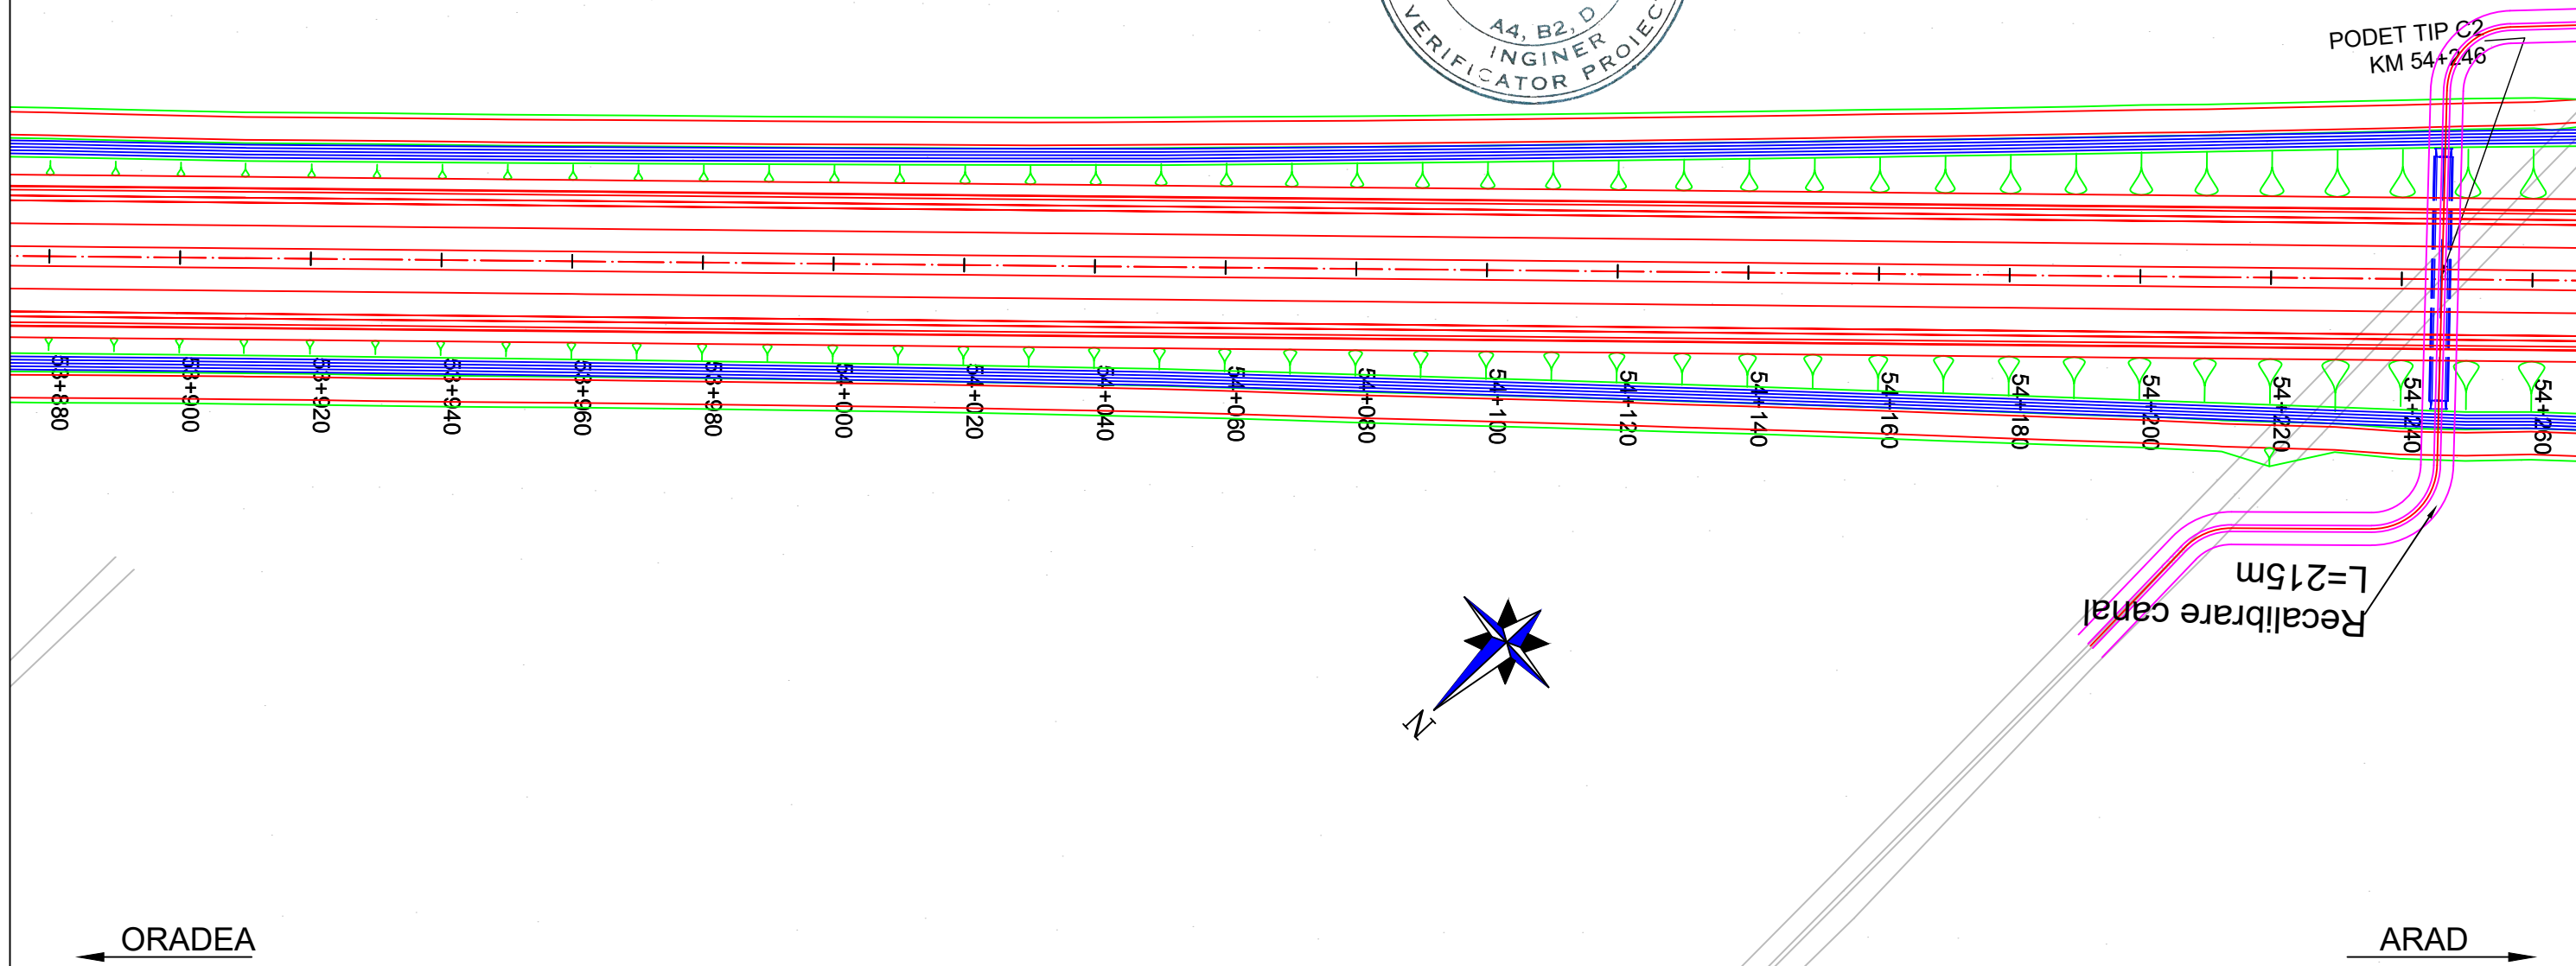 A4, B2, D
INGINER
VERIFICATOR PROIEC
PODET TIP C2
KM 54+246
53+880
53+900
53+920
53+940
53+960
53+980
54+000
54+020
54+040
54+060
54+080
54+100
54+120
54+140
54+160
54+180
54+200
54+220
54+240
54+260
Recalibrare canal
L=215m
N
ORADEA
ARAD